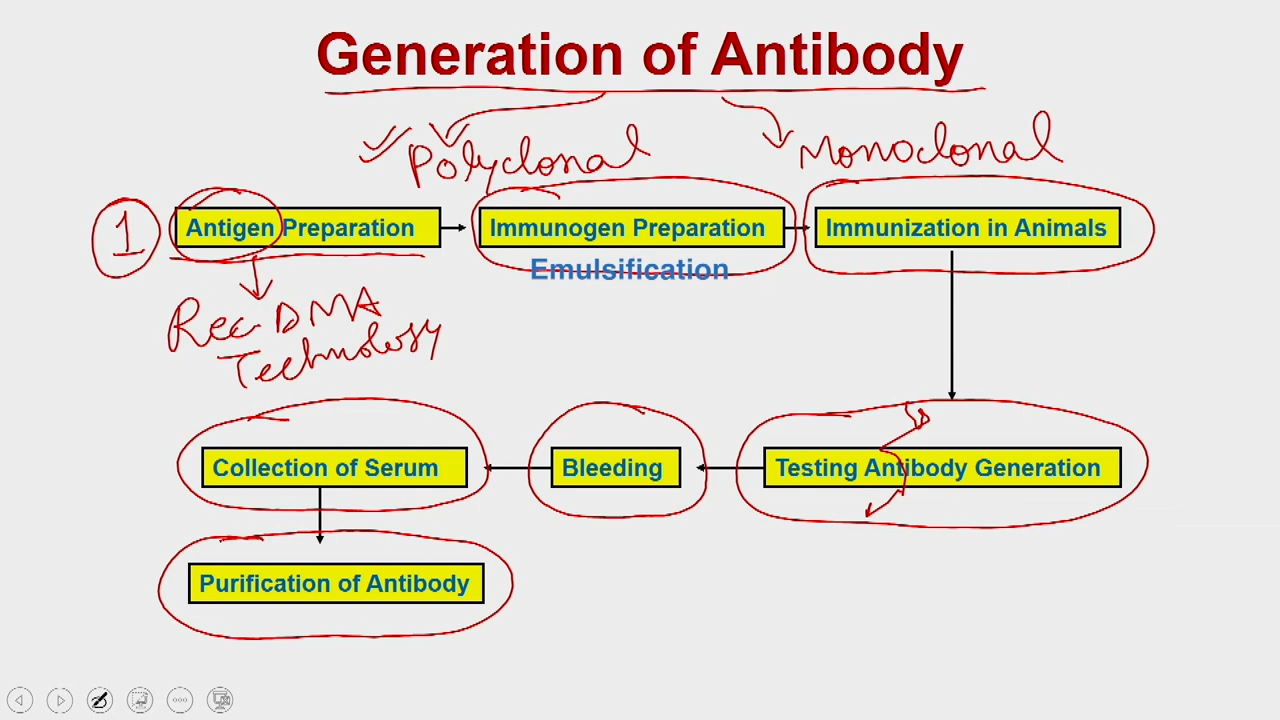 Generation of Antibody
Polyclonal
Monoclonal
1
Antigen Preparation
Immunogen Preparation
Immunization in Animals
Emulsification
Rec DMA
Technology
Collection of Serum
Bleeding
Testing Antibody Generation
Purification of Antibody